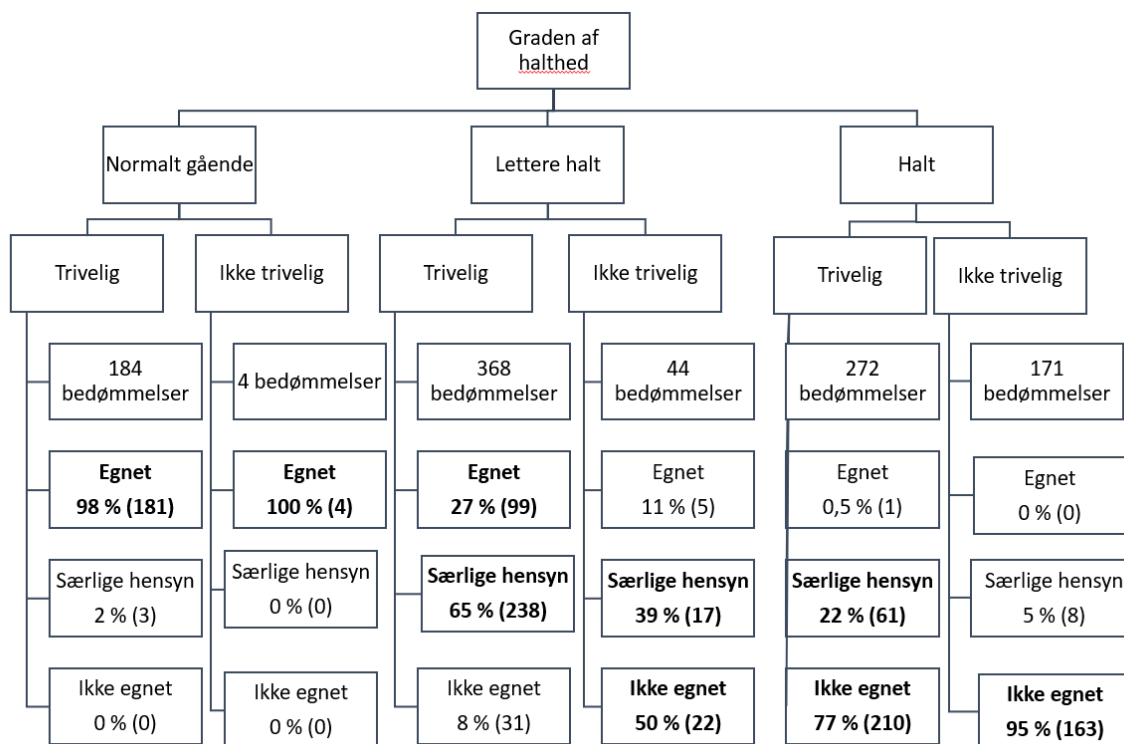 Graden af
halthed
Normalt gående
Lettere halt
Halt
Trivelig
Ikke trivelig
Trivelig
Ikke trivelig
Trivelig
Ikke trivelig
184
bedømmelser
4 bedømmelser
368
bedømmelser
44
bedømmelser
272
bedømmelser
171
bedømmelser
Egnet
98 % (181)
Egnet
100 % (4)
Egnet
27 % (99)
Egnet
11 % (5)
Egnet
0,5 % (1)
Egnet
0 % (0)
Særlige hensyn
2 % (3)
Særlige hensyn
0 % (0)
Særlige hensyn
65 % (238)
Særlige hensyn
39 % (17)
Særlige hensyn
22 % (61)
Særlige hensyn
5 % (8)
Ikke egnet
0 % (0)
Ikke egnet
0 % (0)
Ikke egnet
8 % (31)
Ikke egnet
50 % (22)
Ikke egnet
77 % (210)
Ikke egnet
95 % (163)